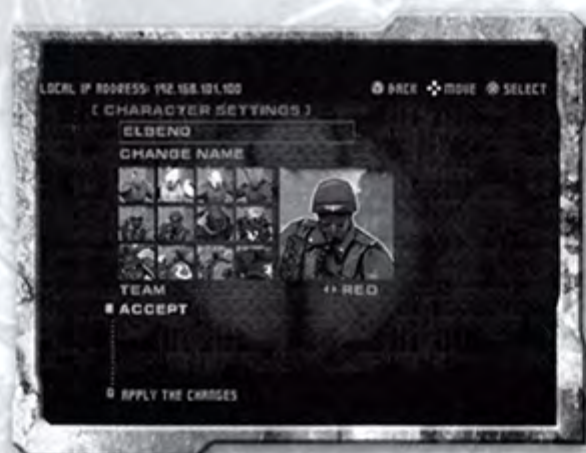 LOCAL IP ADDRESS: 192.168.101.100 BACK MOVE SELECT
[ CHARACTER SETTINGS ]
ELBENO
CHANGE NAME
TEAM RED
ACCEPT
APPLY THE CHANGES